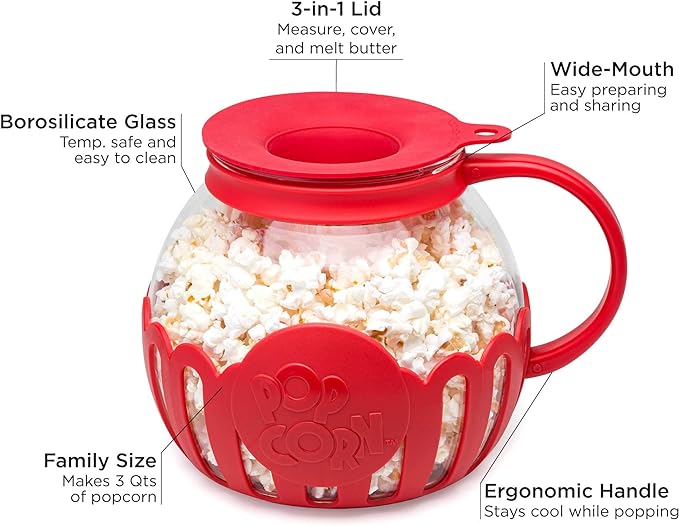 3-in-1 Lid
Measure, cover,
and melt butter
Wide-Mouth
Easy preparing
and sharing
Borosilicate Glass
Temp. safe and
easy to clean
POP
CORN™
Family Size
Makes 3 Qts
of popcorn
Ergonomic Handle
Stays cool while popping